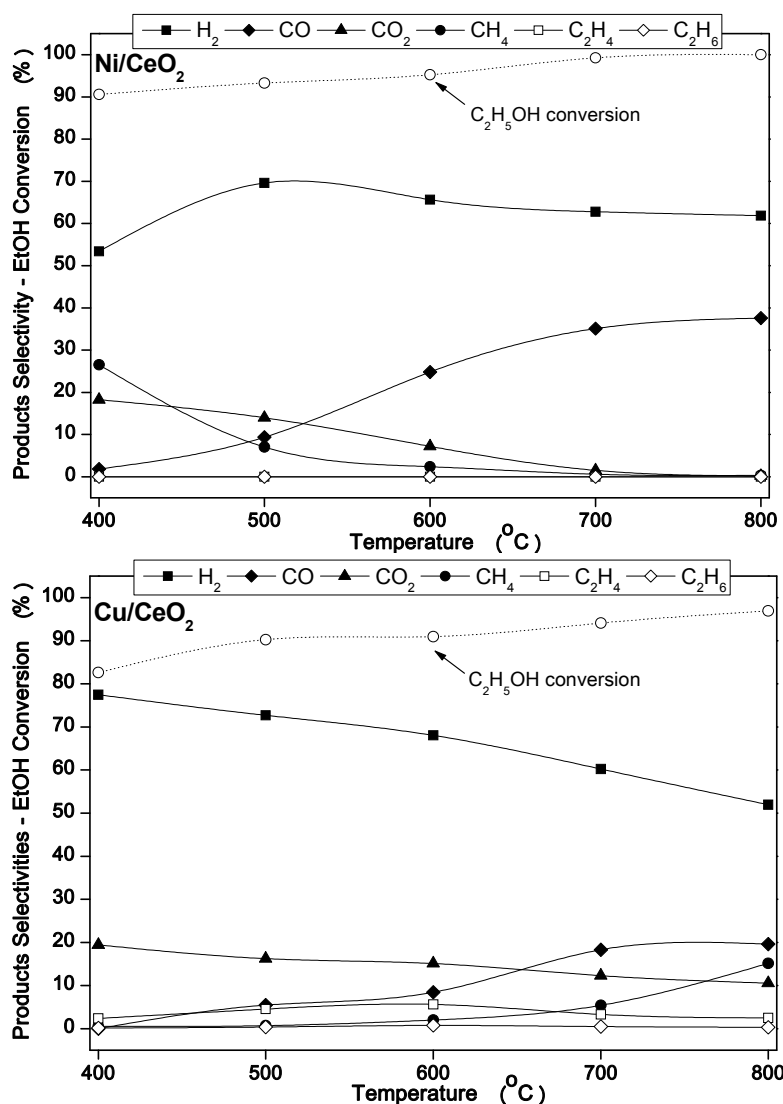 H2 CO CO2 CH4 C2H4 C2H6
Ni/CeO2
C2H5OH conversion
Products Selectivity - EtOH Conversion (%)
100
90
80
70
60
50
40
30
20
10
0
400 500 600 700 800
Temperature (oC)
H2 CO CO2 CH4 C2H4 C2H6
Cu/CeO2
C2H5OH conversion
Products Selectivities - EtOH Conversion (%)
100
90
80
70
60
50
40
30
20
10
0
400 500 600 700 800
Temperature (oC)